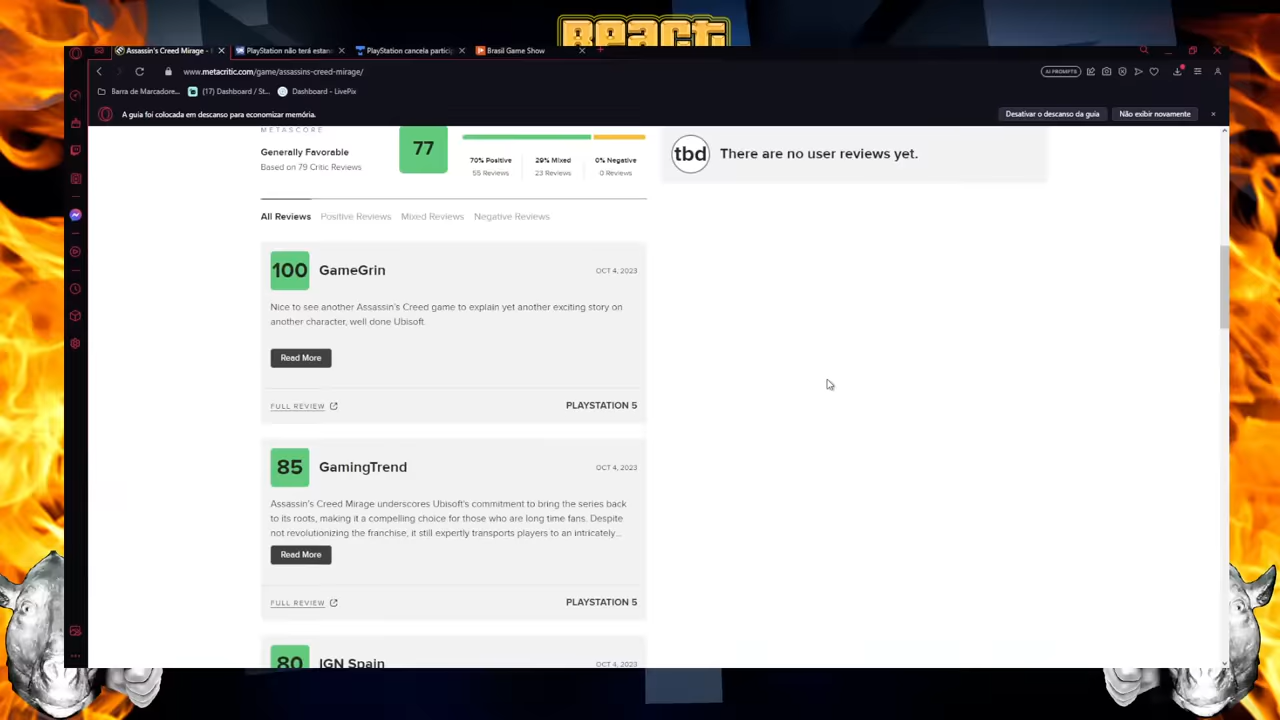 REACT
Assassin's Creed Mirage -
PlayStation não terá estan
PlayStation cancela particip
Brasil Game Show
www.metacritic.com/game/assassins-creed-mirage/
AI PROMPTS
Barra de Marcadore...
(17) Dashboard / St...
Dashboard - LivePix
A guia foi colocada em descanso para economizar memória.
Desativar o descanso da guia
Não exibir novamente
METASCORE
Generally Favorable
Based on 79 Critic Reviews
77
70% Positive
55 Reviews
29% Mixed
23 Reviews
0% Negative
0 Reviews
tbd
There are no user reviews yet.
All Reviews
Positive Reviews
Mixed Reviews
Negative Reviews
100
GameGrin
OCT 4, 2023
Nice to see another Assassin's Creed game to explain yet another exciting story on
another character, well done Ubisoft.
Read More
FULL REVIEW
PLAYSTATION 5
85
GamingTrend
OCT 4, 2023
Assassin's Creed Mirage underscores Ubisoft's commitment to bring the series back
to its roots, making it a compelling choice for those who are long time fans. Despite
not revolutionizing the franchise, it still expertly transports players to an intricately...
Read More
FULL REVIEW
PLAYSTATION 5
80
IGN Spain
OCT 4, 2023